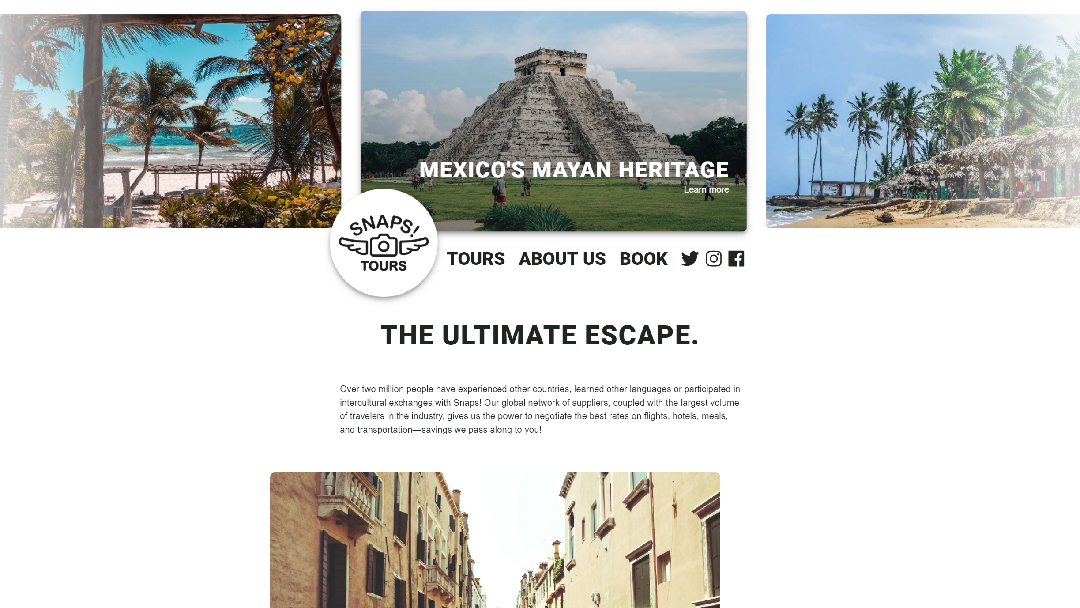 MEXICO'S MAYAN HERITAGE
Learn more
SNAPS!
TOURS
TOURS ABOUT US BOOK
THE ULTIMATE ESCAPE.
Over two million people have experienced other countries, learned other languages or participated in
intercultural exchanges with Snaps! Our global network of suppliers, coupled with the largest volume
of travelers in the industry, gives us the power to negotiate the best rates on flights, hotels, meals,
and transportation—savings we pass along to you!